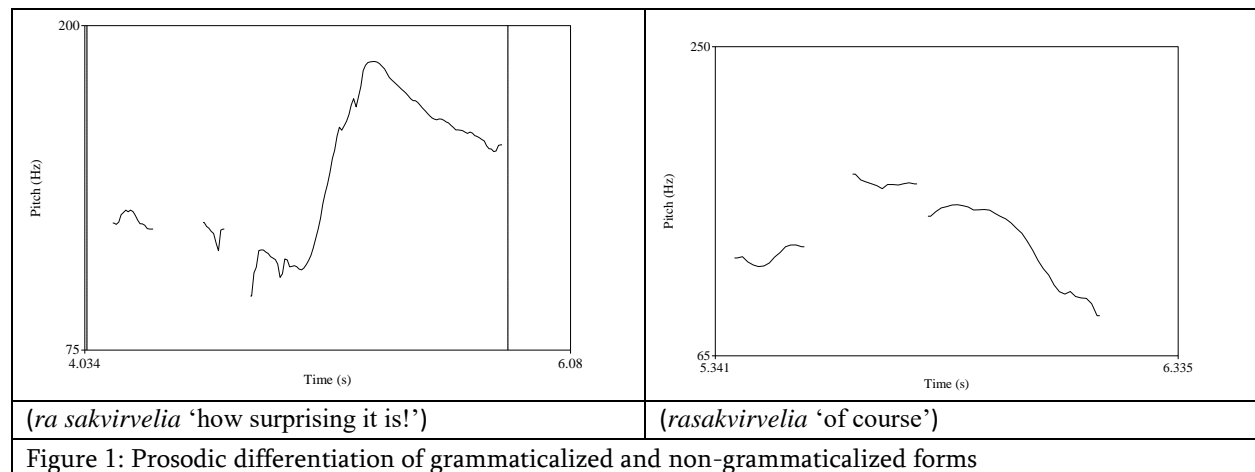 200
Pitch (Hz)
75
4.034
6.08
Time (s)
250
Pitch (Hz)
65
5.341
6.335
Time (s)
(ra sakvirvelia ‘how surprising it is!’)
(rasakvirvelia ‘of course’)
Figure 1: Prosodic differentiation of grammaticalized and non-grammaticalized forms